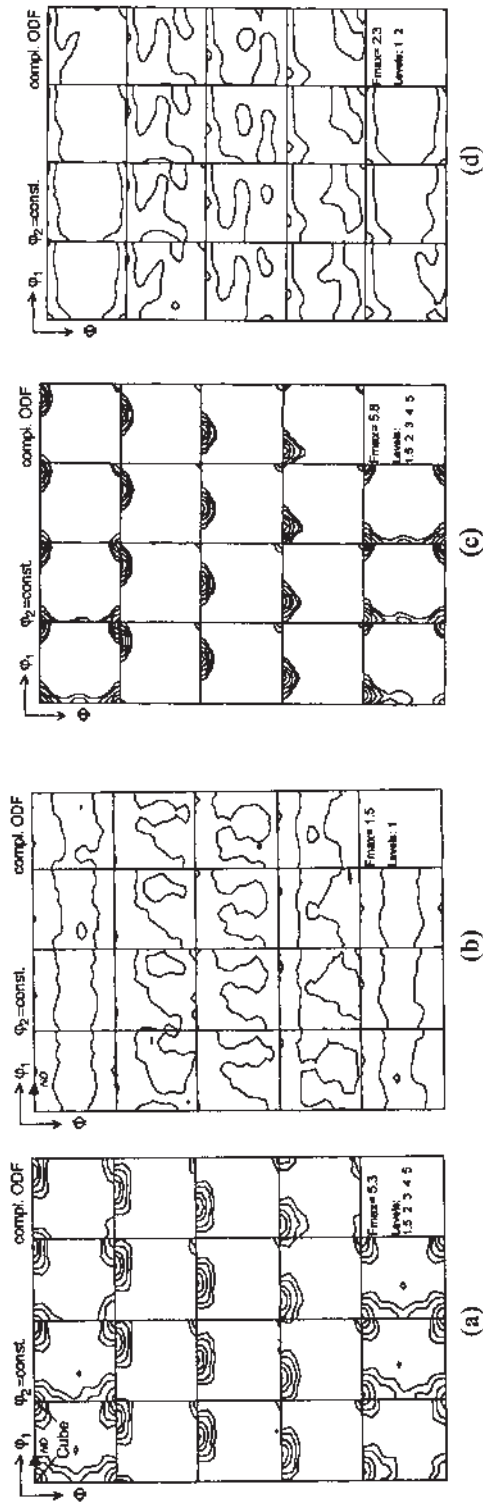 φ₁ φ₂=const. compl. ODF
Φ
ND
Cube
Fmax= 5.3
Levels:
1.5 2 3 4 5
(a)
φ₁ φ₂=const. compl. ODF
Φ
ND
Fmax= 1.5
Levels: 1
(b)
φ₁ φ₂=const. compl. ODF
Φ
Fmax= 5.8
Levels:
1.5 2 3 4 5
(c)
φ₁ φ₂=const. compl. ODF
Φ
Fmax= 2.3
Levels: 1 2
(d)